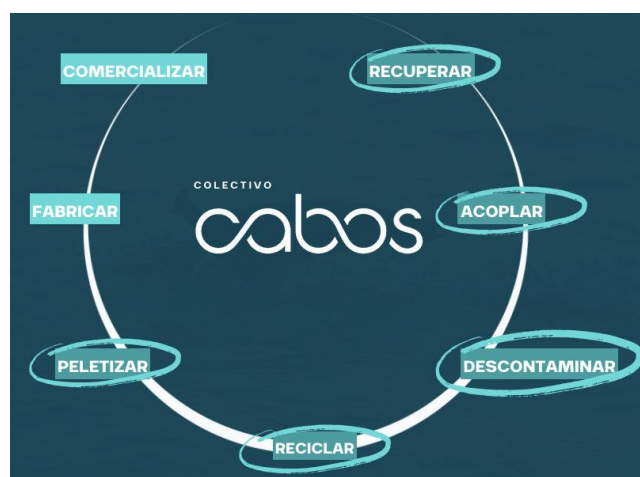 COMERCIALIZAR
RECUPERAR
COLECTIVO
cabos
FABRICAR
ACOPLAR
PELETIZAR
DESCONTAMINAR
RECICLAR